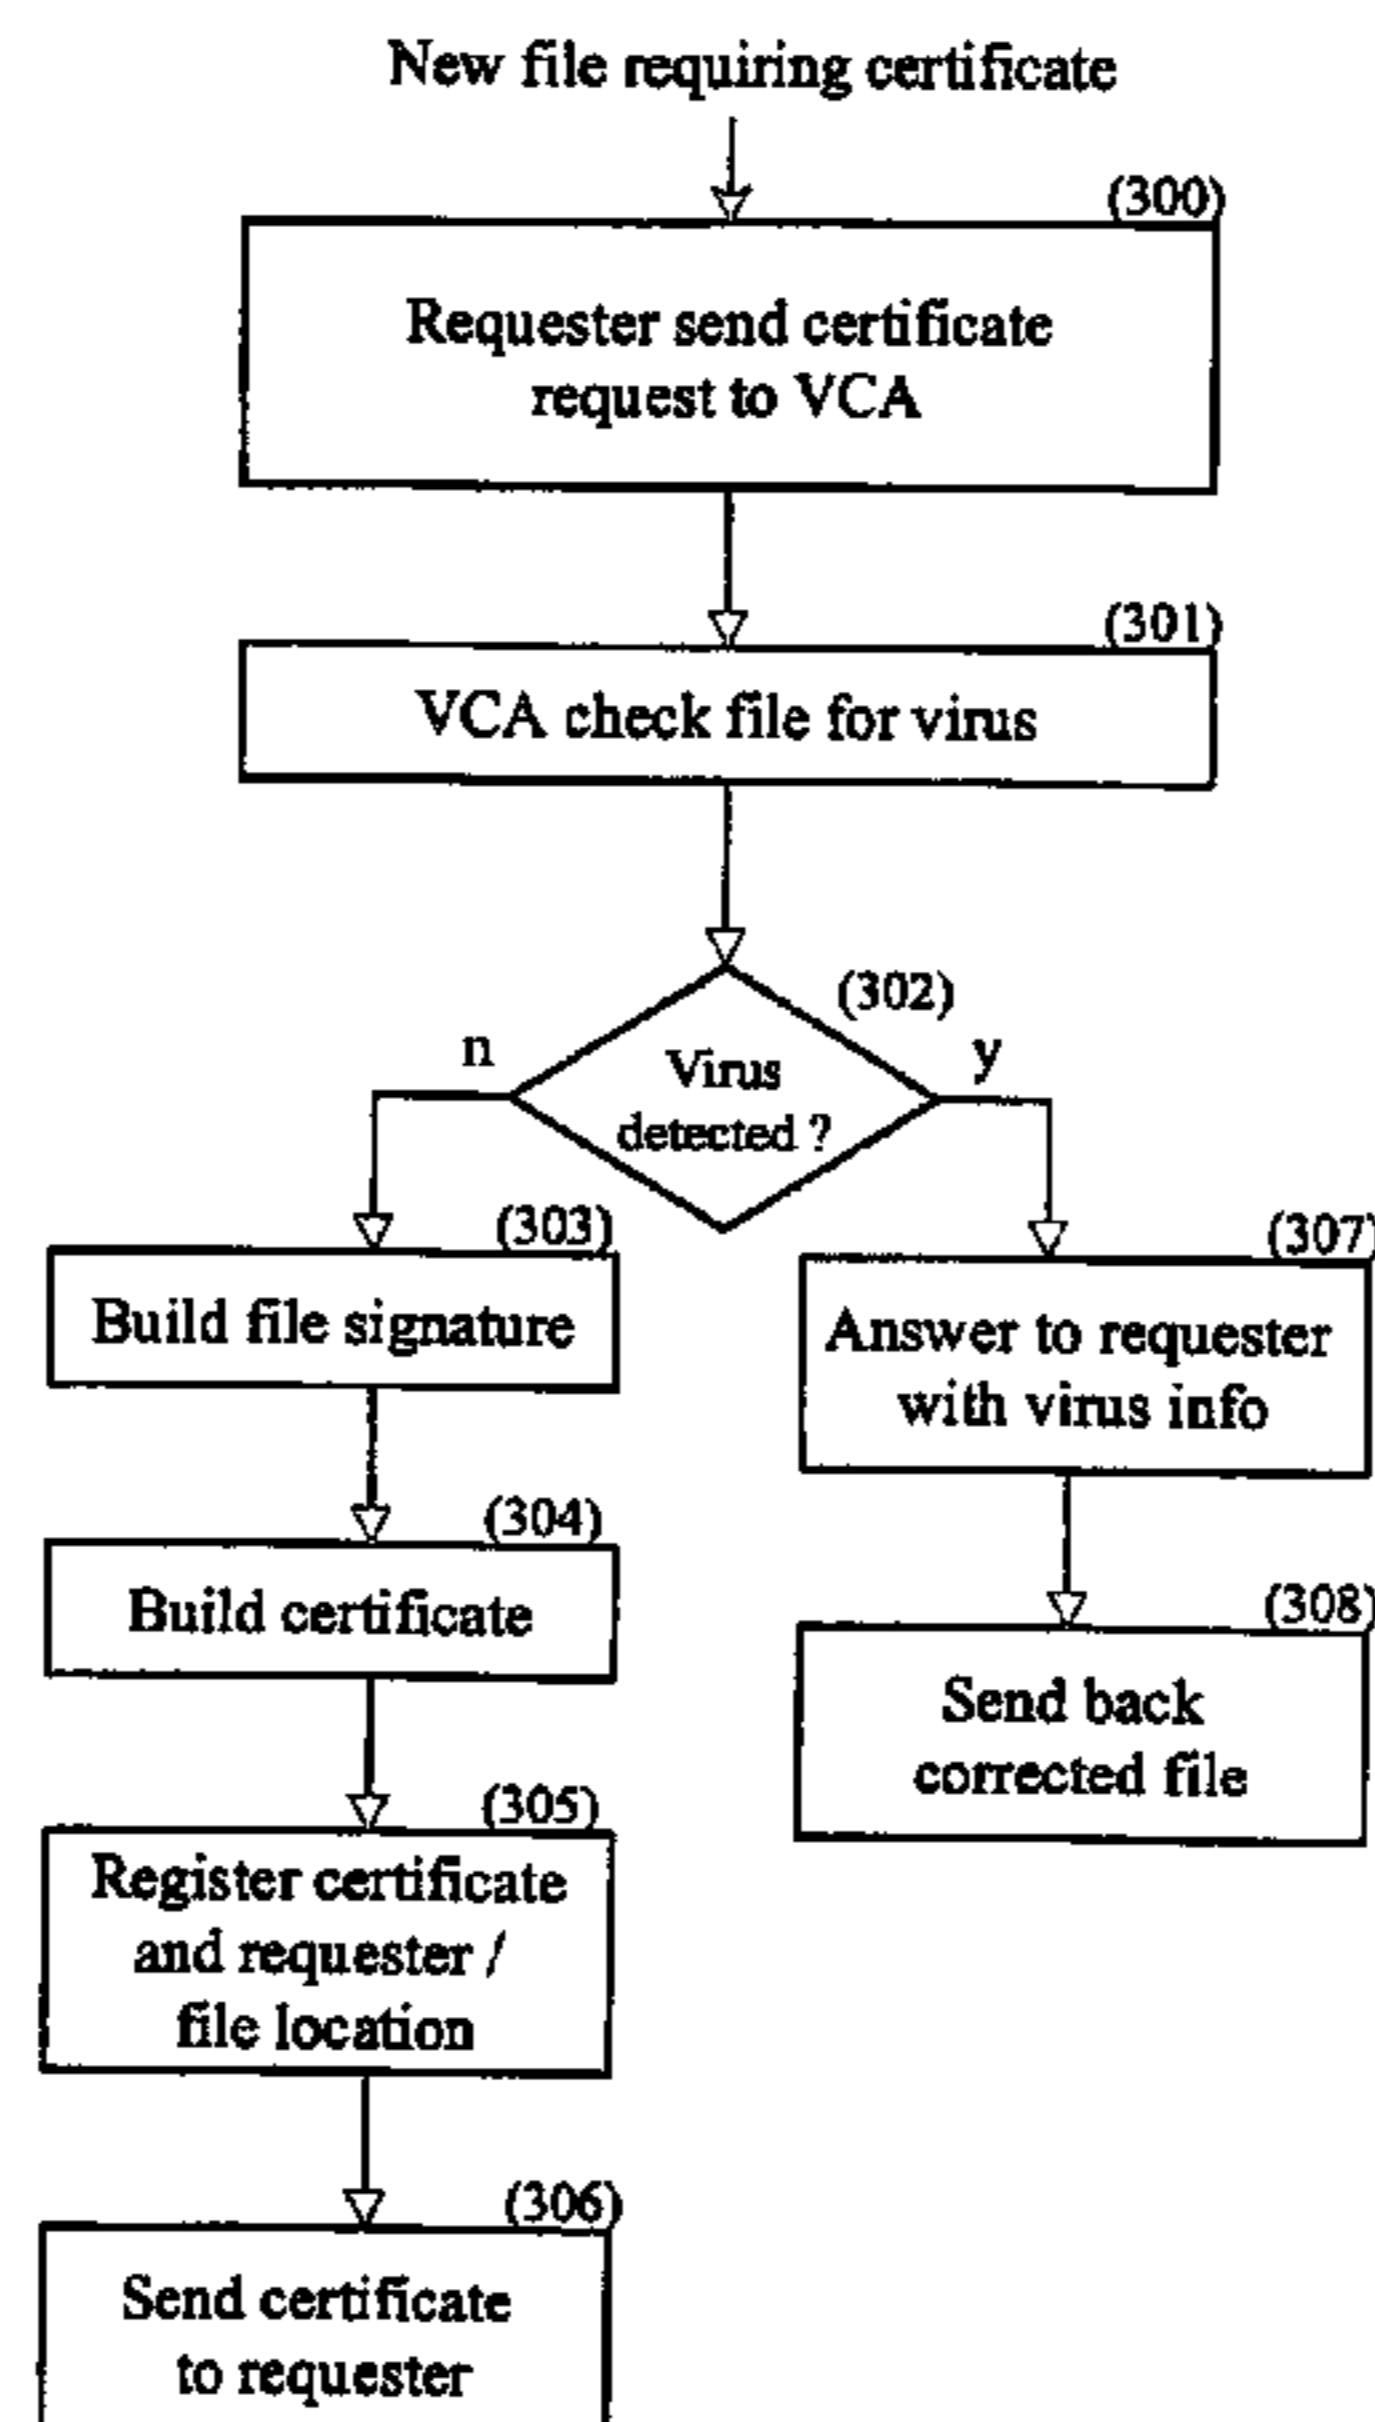 New file requiring certificate
(300)
Requester send certificate
request to VCA
(301)
VCA check file for virus
(302)
n
y
Virus
detected ?
(303)
Build file signature
(307)
Answer to requester
with virus info
(304)
Build certificate
(308)
Send back
corrected file
(305)
Register certificate
and requester /
file location
(306)
Send certificate
to requester